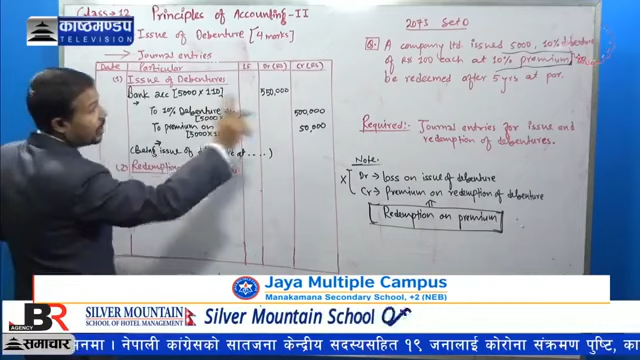 काष्ठमण्डप
TELEVISION
Class-12 Principles of Accounting-II
Issue of Debenture [4 marks]
→ Journal entries
Date Particular LF Dr (RS) Cr (RS)
(1) Issue of Debentures
Bank a/c [5000 × 110] 550,000
To 10% Debenture 500,000
[5000
To premium on 50,000
[5000×1
(Being issue of at ....)
(2) Redemption
2073 Set D
Q: A company ltd. issued 5000, 10% debenture
of RS 100 each at 10% premium
be redeemed after 5 yrs at par.
Required:- Journal entries for issue and
redemption of debentures.
Note:
X Dr → loss on issue of debenture
Cr → Premium on redemption of debenture
⇑
Redemption on premium
Jaya Multiple Campus
Manakamana Secondary School, +2 (NEB)
JBR
AGENCY
SILVER MOUNTAIN
SCHOOL OF HOTEL MANAGEMENT
Silver Mountain School
समाचार
सनमा । नेपाली कांग्रेसको सातजना केन्द्रीय सदस्यसहित १९ जनालाई कोरोना संक्रमण पुष्टि, का